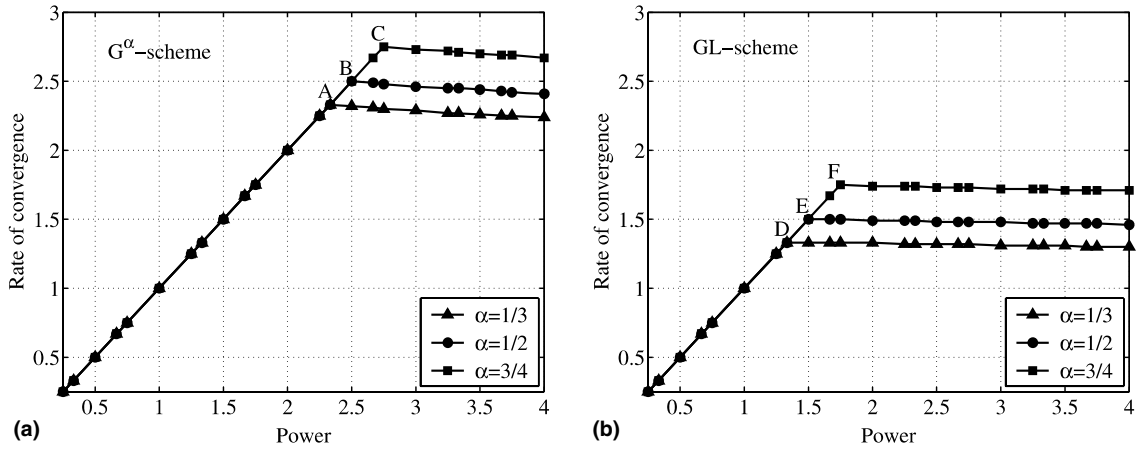 3
2.5
2
1.5
1
0.5
Rate of convergence
G^α−scheme
A
B
C
α=1/3
α=1/2
α=3/4
0.5 1 1.5 2 2.5 3 3.5 4
Power
(a)
3
2.5
2
1.5
1
0.5
Rate of convergence
GL−scheme
D
E
F
α=1/3
α=1/2
α=3/4
0.5 1 1.5 2 2.5 3 3.5 4
Power
(b)